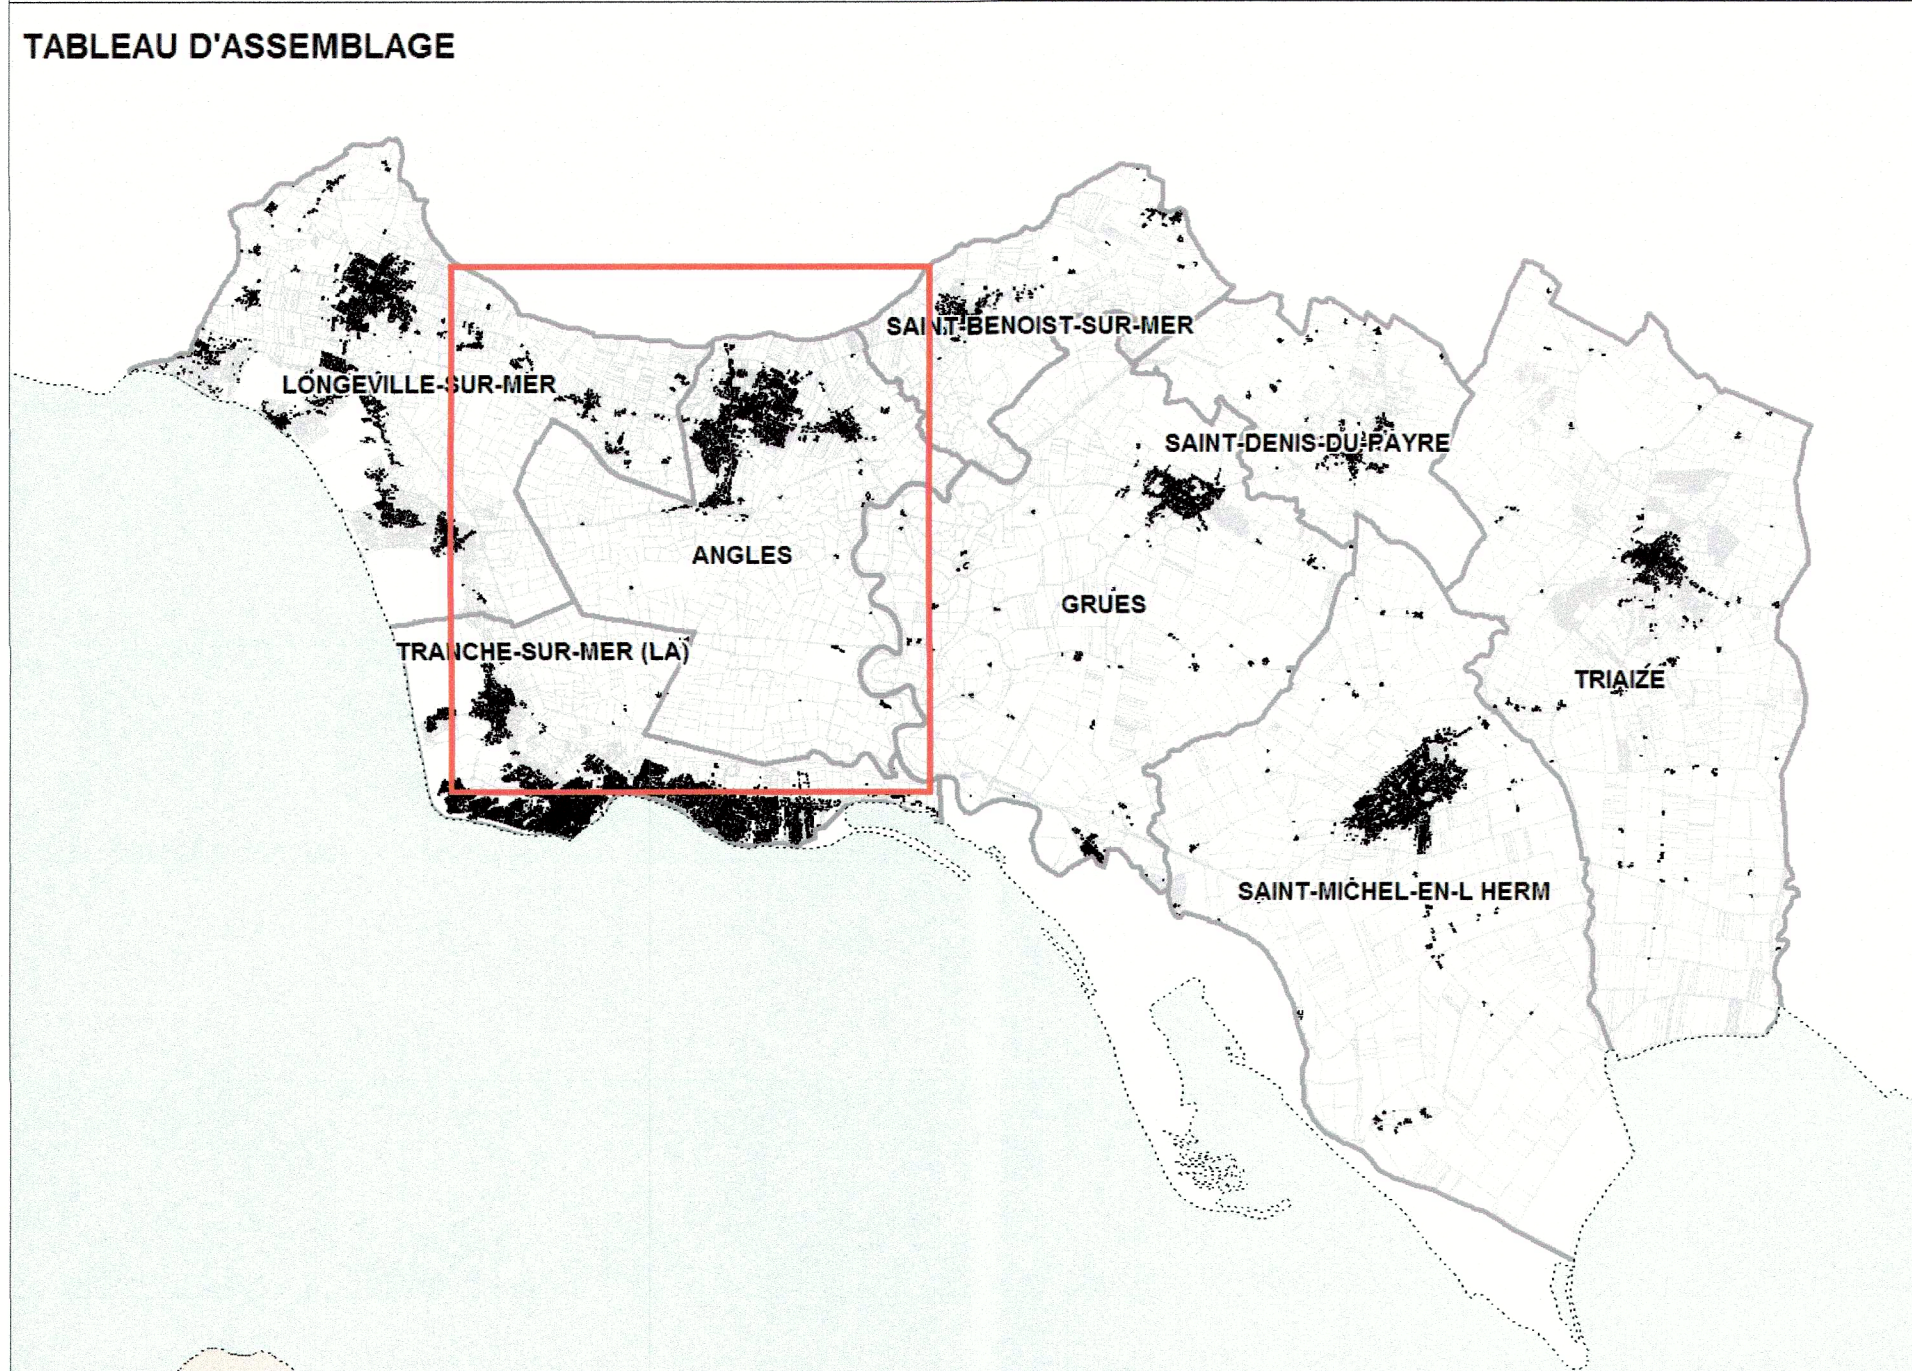 TABLEAU D'ASSEMBLAGE
SAINT-BENOIST-SUR-MER
LONGEVILLE-SUR-MER
SAINT-DENIS-DU-PAYRE
ANGLES
GRUES
TRANCHE-SUR-MER (LA)
TRIAIZE
SAINT-MICHEL-EN-L HERM